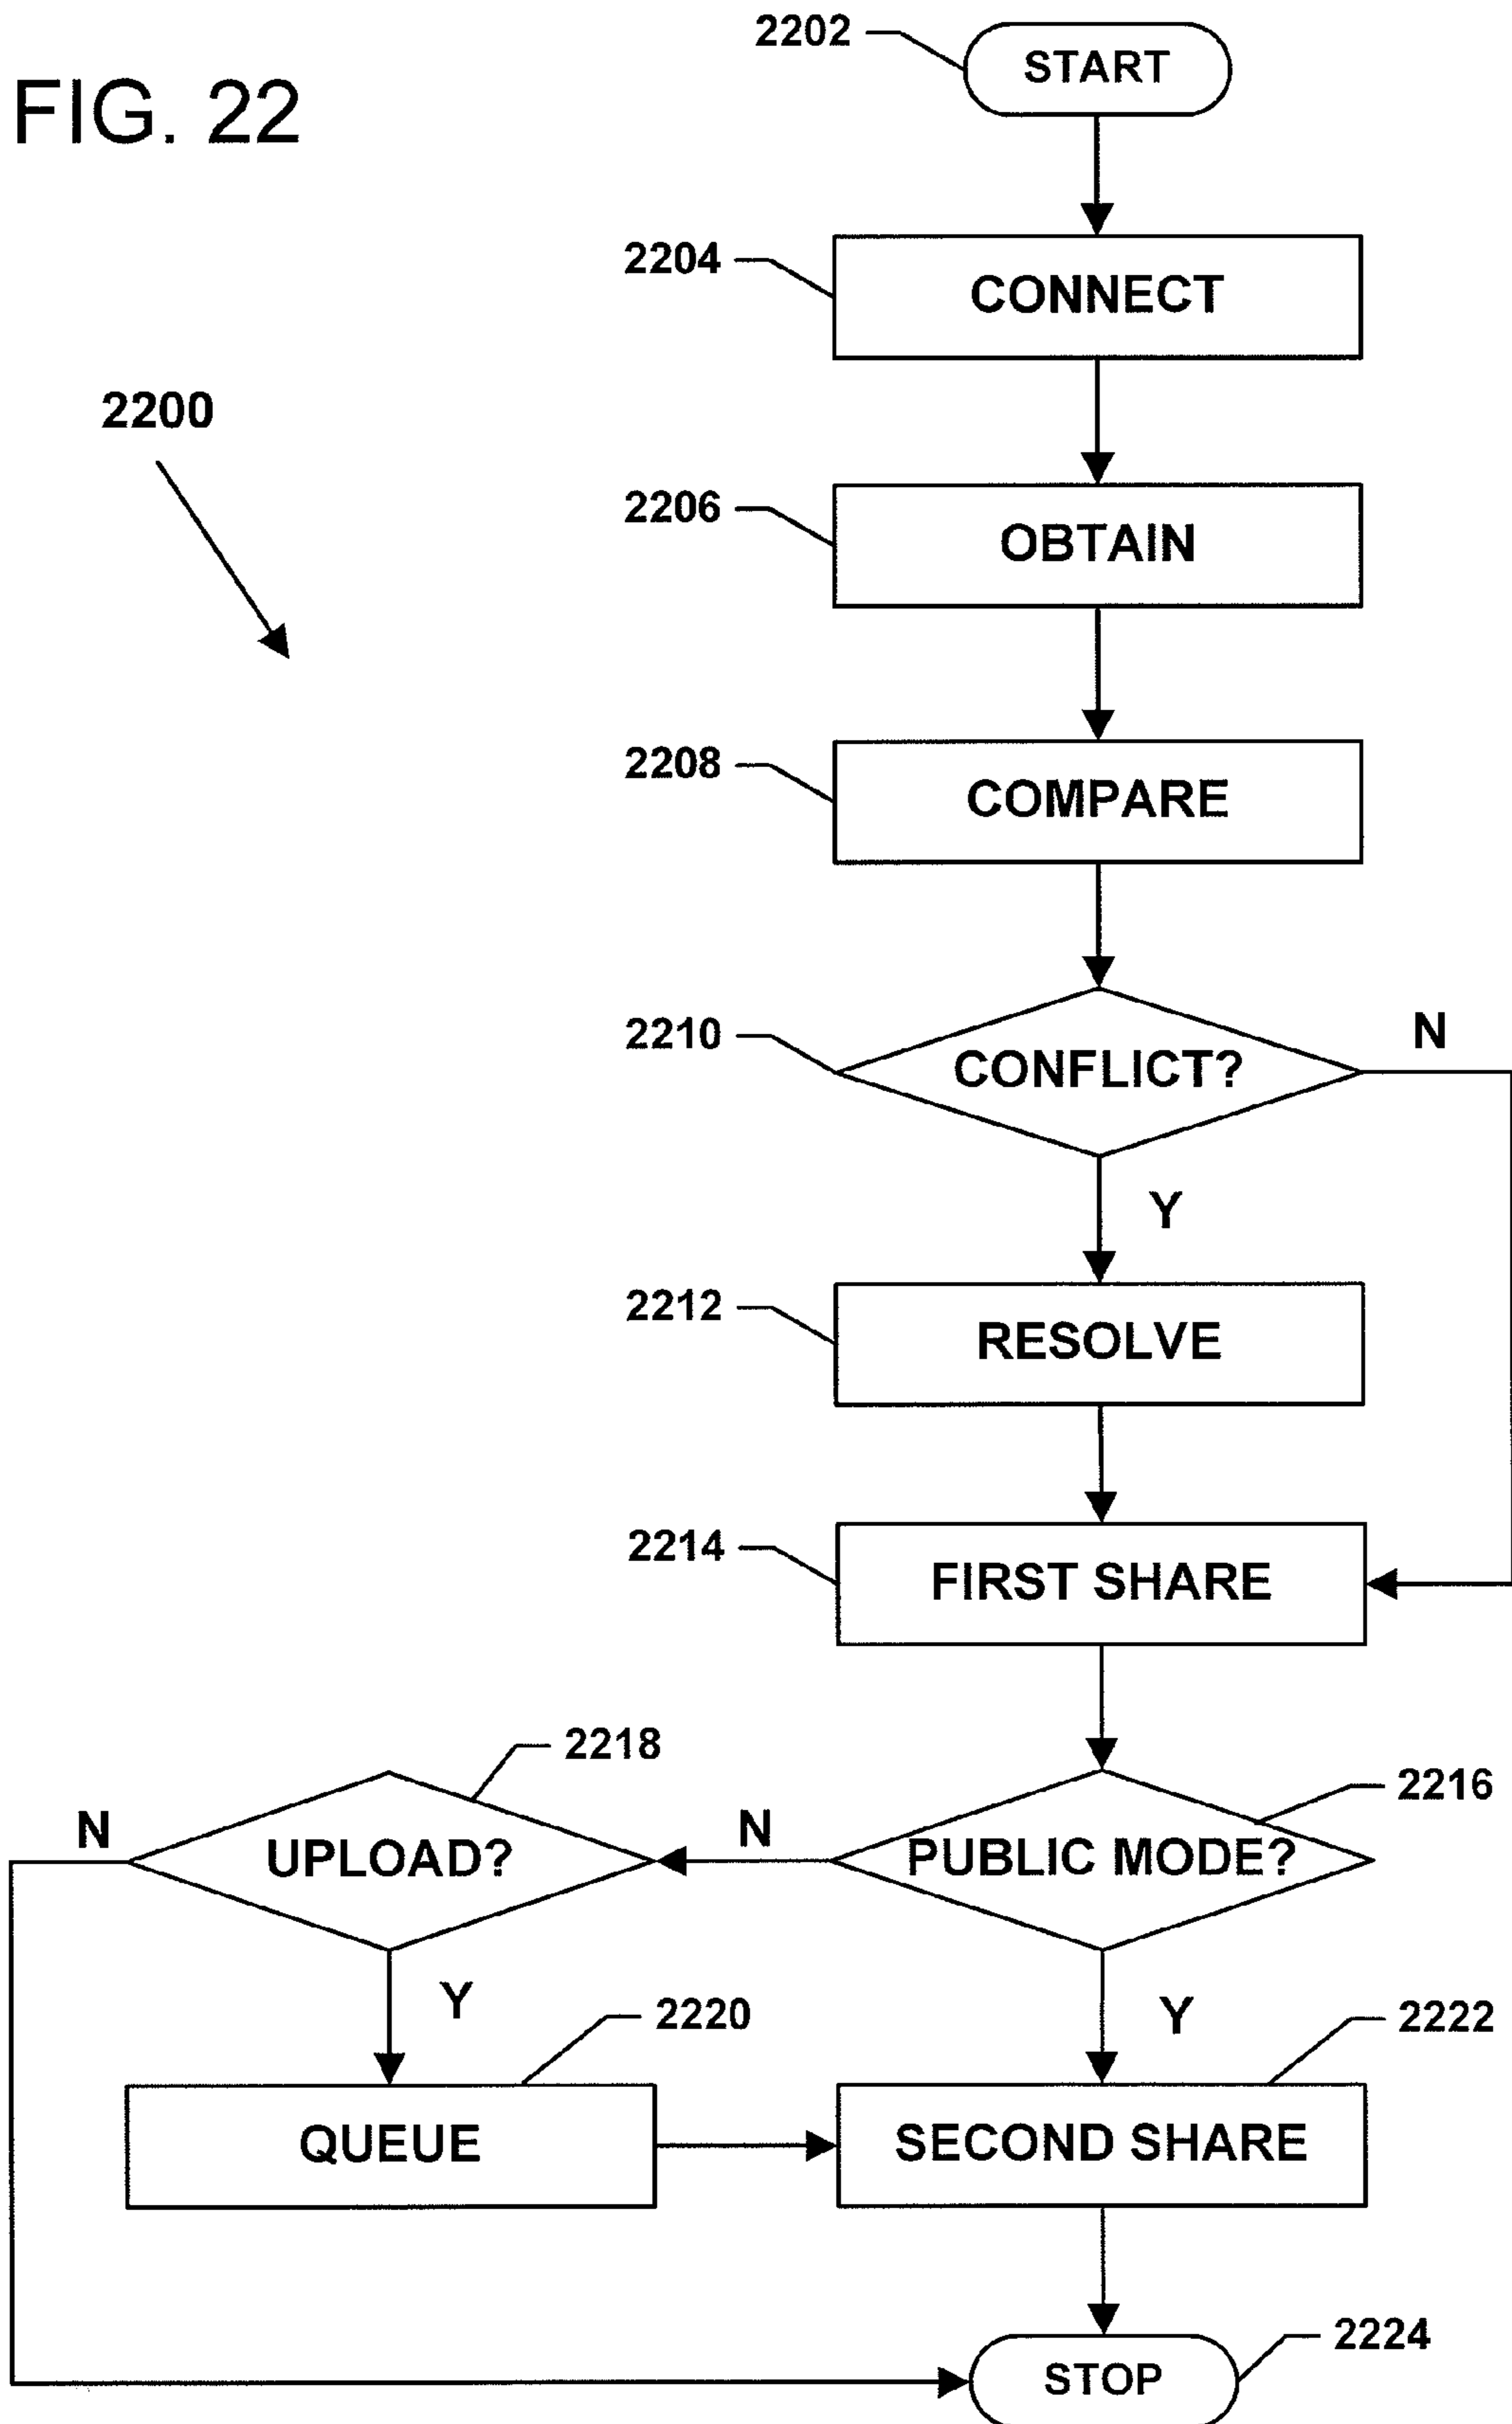 FIG. 22
2202
START
2204
CONNECT
2200
2206
OBTAIN
2208
COMPARE
2210
CONFLICT?
N
Y
2212
RESOLVE
2214
FIRST SHARE
2218
2216
N
UPLOAD?
N
PUBLIC MODE?
Y
2220
Y
2222
QUEUE
SECOND SHARE
2224
STOP